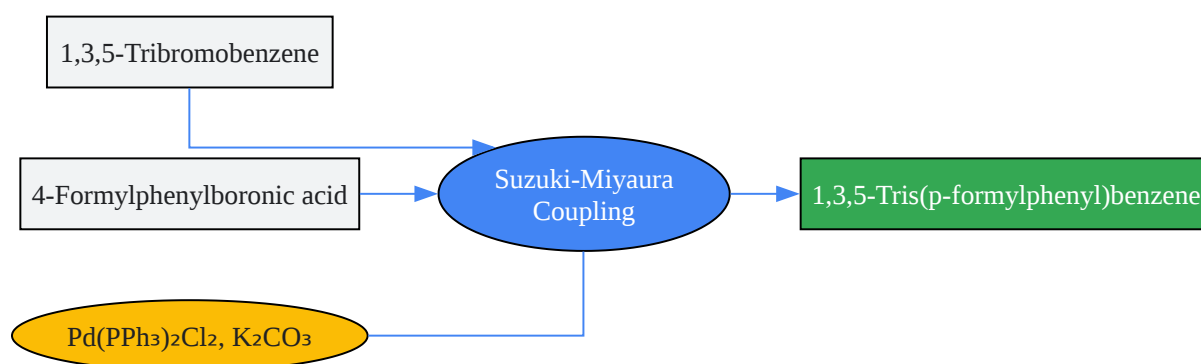 1,3,5-Tribromobenzene
4-Formylphenylboronic acid
Suzuki-Miyaura
Coupling
1,3,5-Tris(p-formylphenyl)benzene
Pd(PPh₃)₂Cl₂, K₂CO₃